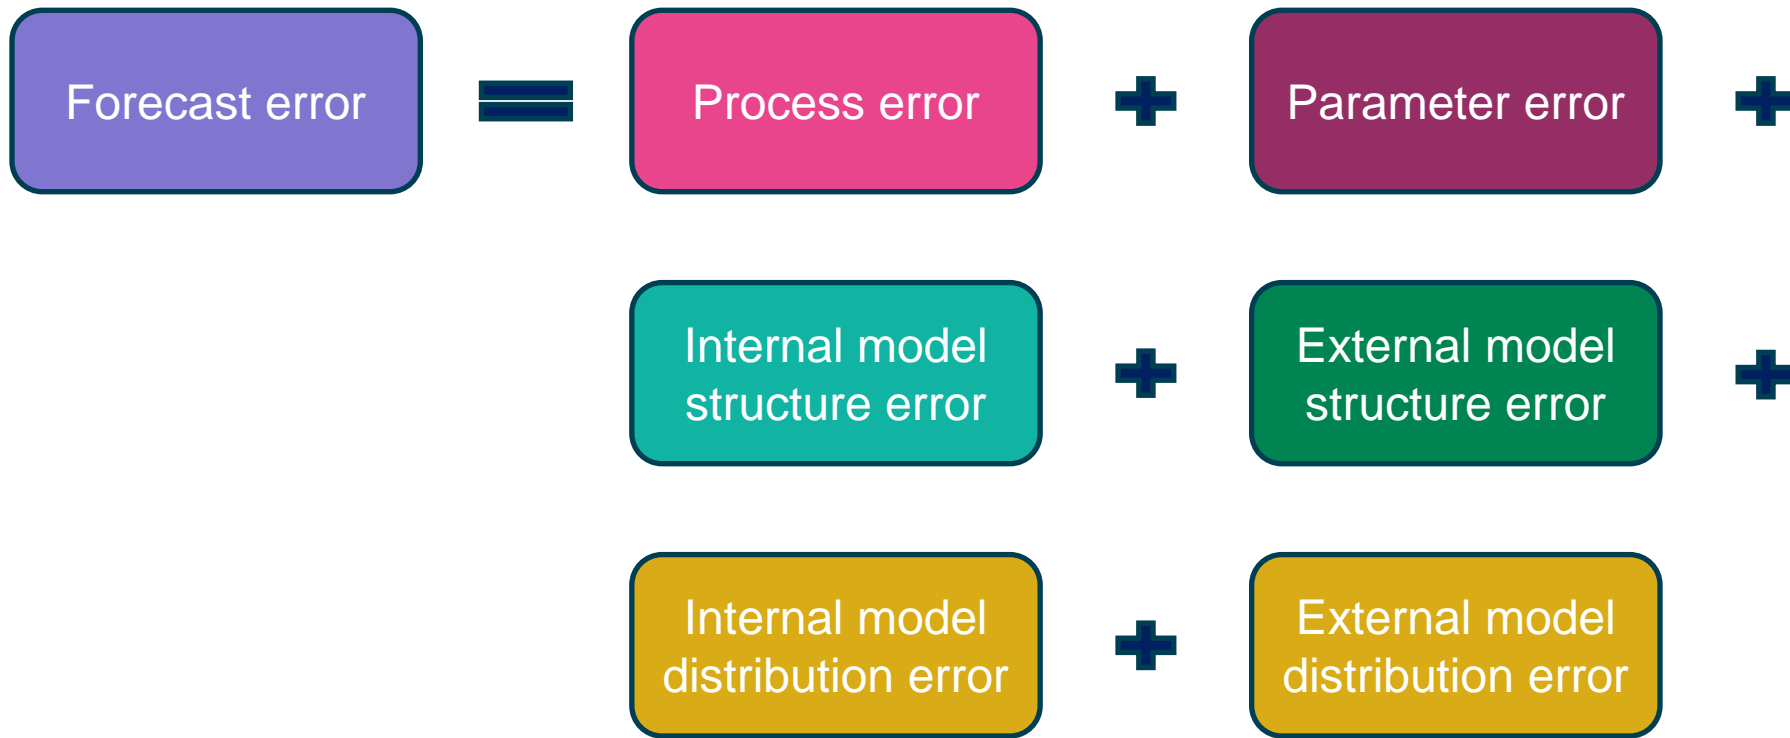 Forecast error = Process error + Parameter error +
Internal model
structure error + External model
structure error +
Internal model
distribution error + External model
distribution error